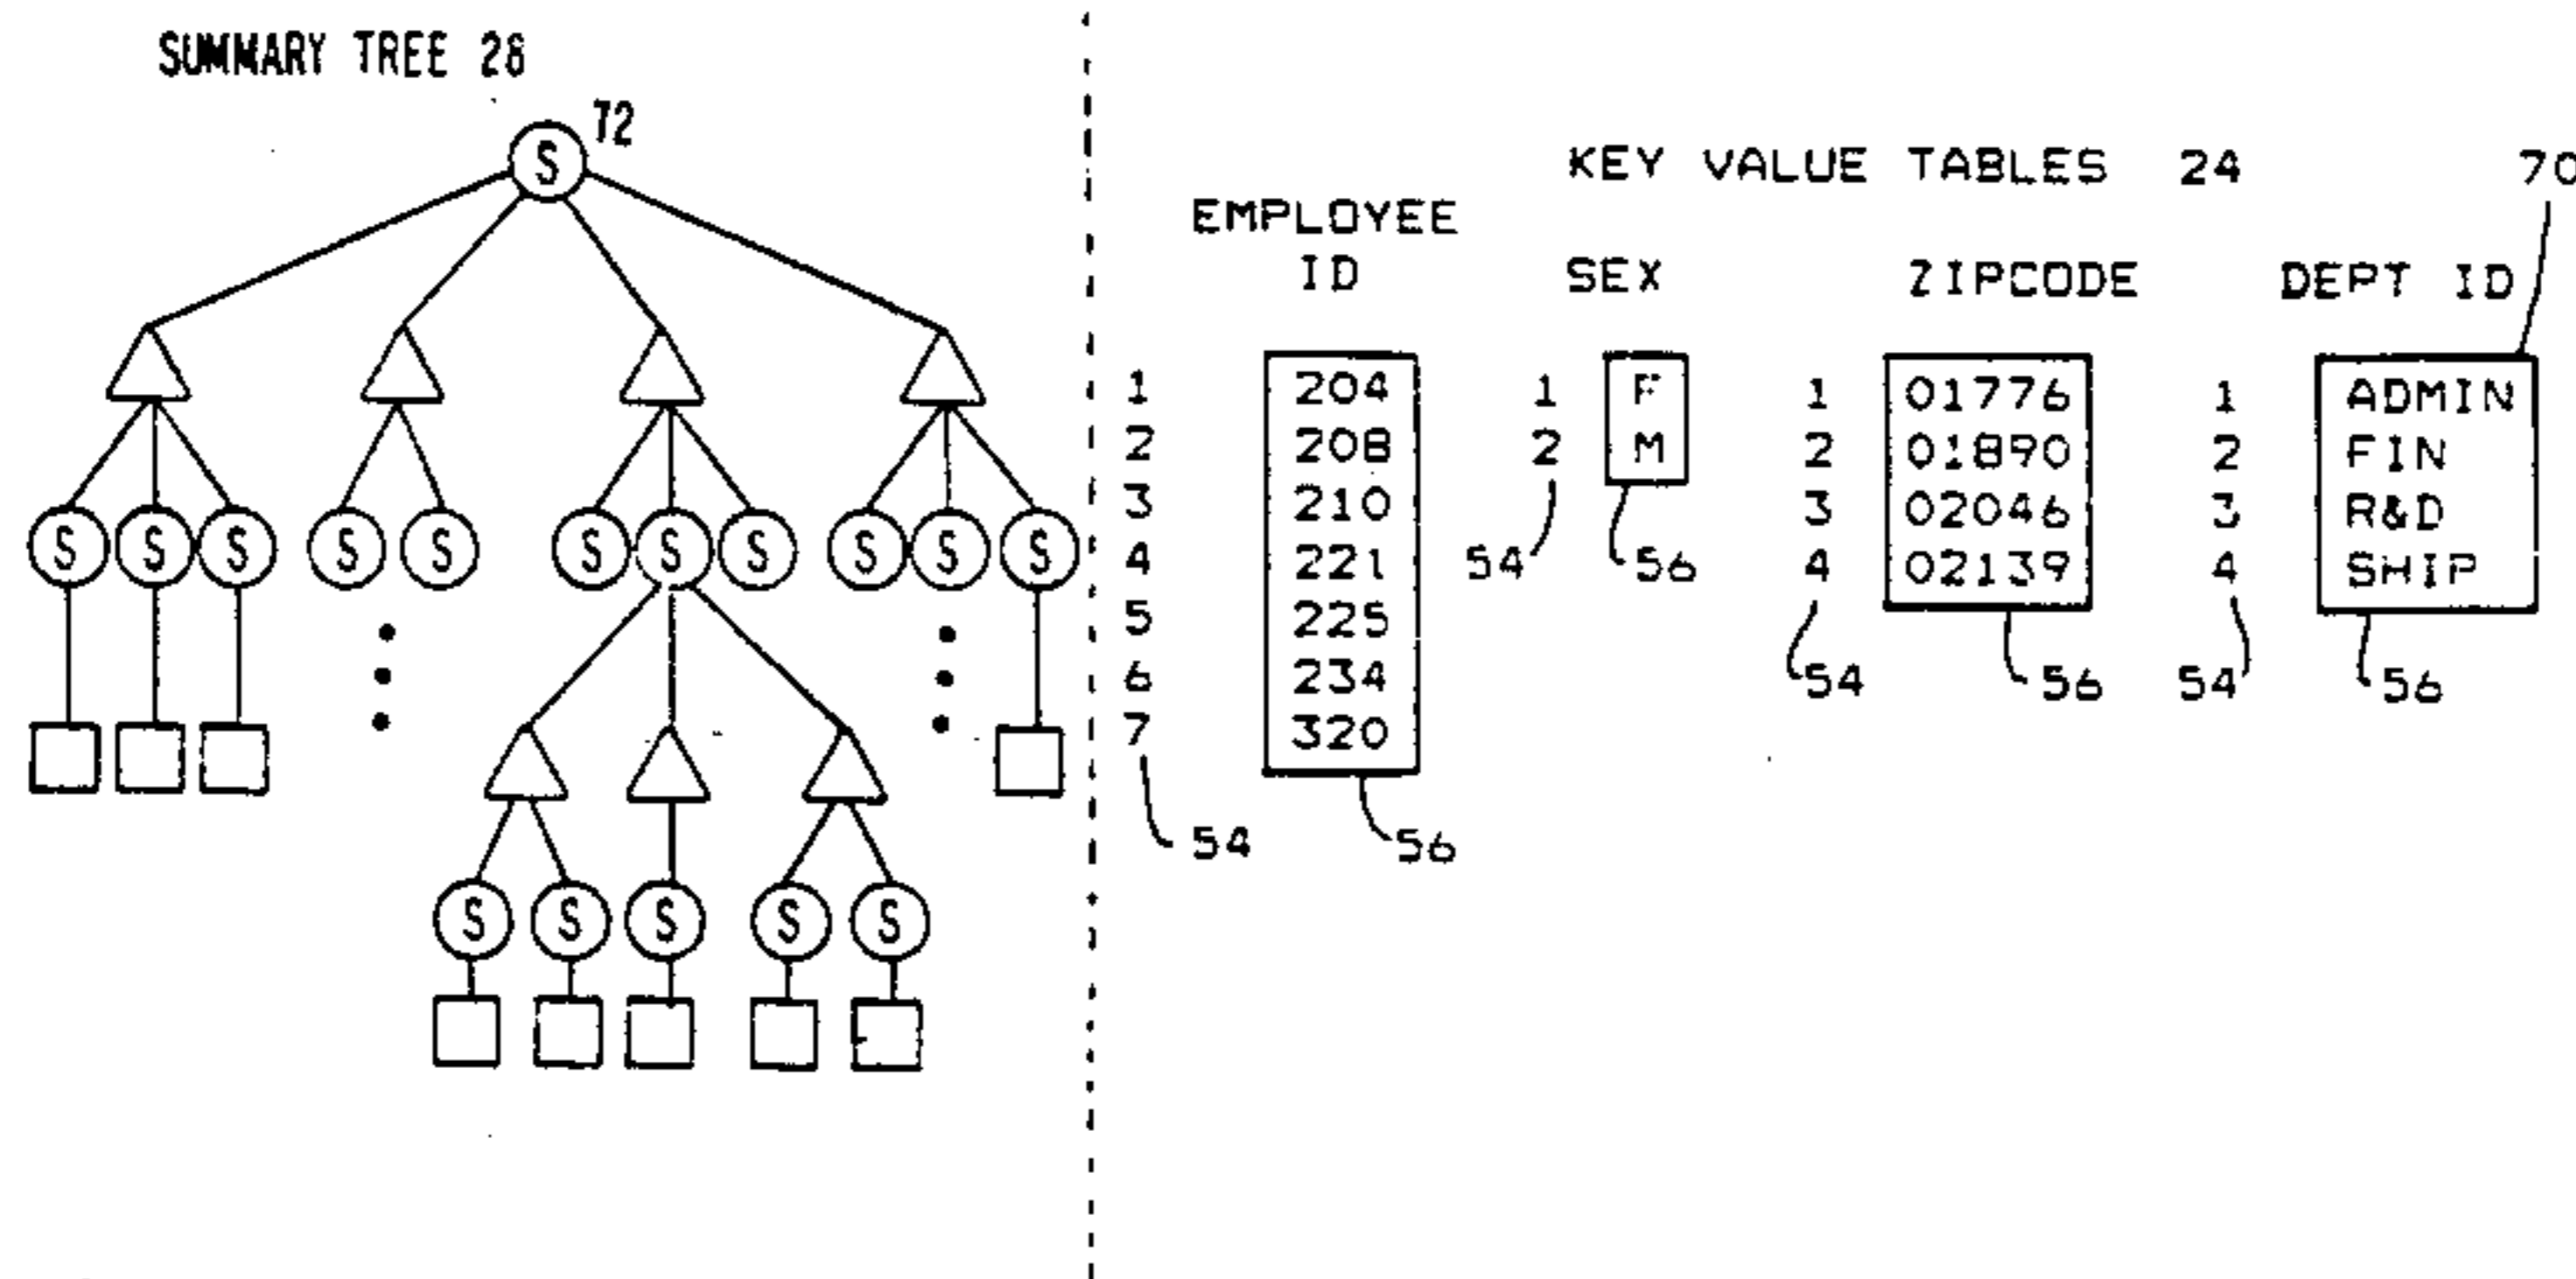 SUMMARY TREE 28
72
S
S S S S S S S S S S S
S S S S S
KEY VALUE TABLES 24
70
EMPLOYEE
ID SEX ZIPCODE DEPT ID
1 204 1 F 1 01776 1 ADMIN
2 208 2 M 2 01890 2 FIN
3 210 3 02046 3 R&D
4 221 54 56 4 02139 4 SHIP
5 225
6 234 54 56 54 56
7 320
54 56